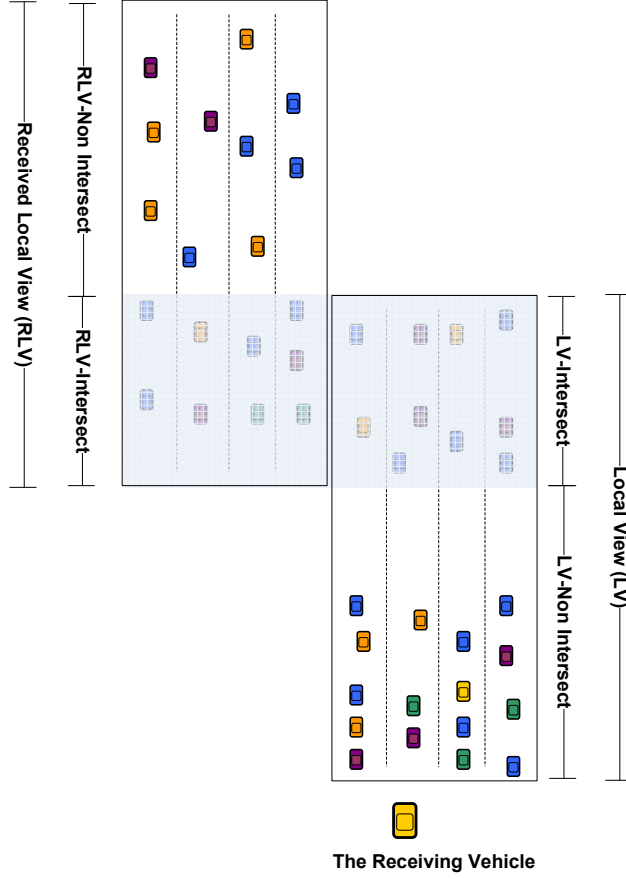 Received Local View (RLV)
RLV-Non Intersect
RLV-Intersect
LV-Intersect
LV-Non Intersect
Local View (LV)
The Receiving Vehicle